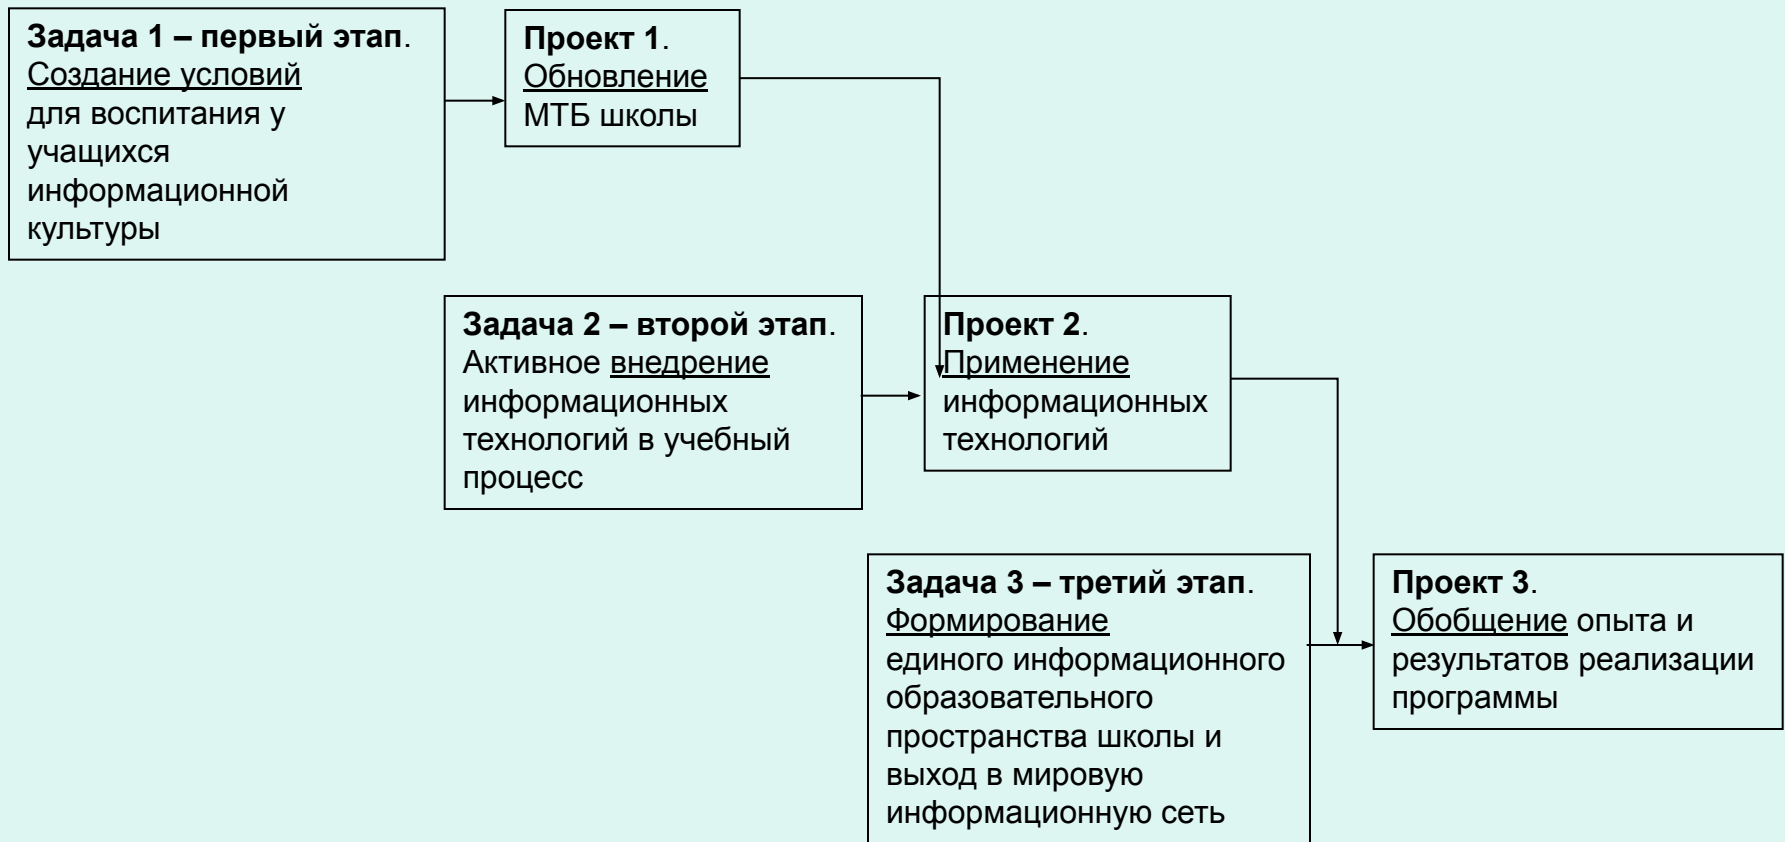 Задача 1 – первый этап.
Создание условий
для воспитания у
учащихся
информационной
культуры
Проект 1.
Обновление
МТБ школы
Задача 2 – второй этап.
Активное внедрение
информационных
технологий в учебный
процесс
Проект 2.
Применение
информационных
технологий
Задача 3 – третий этап.
Формирование
единого информационного
образовательного
пространства школы и
выход в мировую
информационную сеть
Проект 3.
Обобщение опыта и
результатов реализации
программы